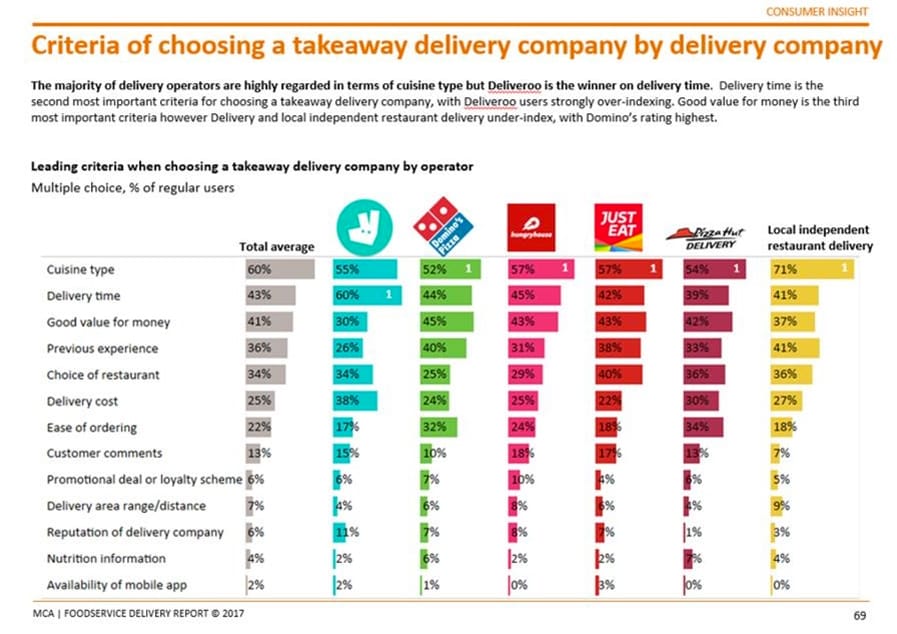 CONSUMER INSIGHT
Criteria of choosing a takeaway delivery company by delivery company
The majority of delivery operators are highly regarded in terms of cuisine type but Deliveroo is the winner on delivery time. Delivery time is the
second most important criteria for choosing a takeaway delivery company, with Deliveroo users strongly over-indexing. Good value for money is the third
most important criteria however Delivery and local independent restaurant delivery under-index, with Domino's rating highest.
Leading criteria when choosing a takeaway delivery company by operator
Multiple choice, % of regular users
Total average Domino's Pizza hungryhouse JUST EAT Pizza Hut DELIVERY Local independent restaurant delivery
Cuisine type 60% 55% 52% 1 57% 1 57% 1 54% 1 71% 1
Delivery time 43% 60% 1 44% 45% 42% 39% 41%
Good value for money 41% 30% 45% 43% 43% 42% 37%
Previous experience 36% 26% 40% 31% 38% 33% 41%
Choice of restaurant 34% 34% 25% 29% 40% 36% 36%
Delivery cost 25% 38% 24% 25% 22% 30% 27%
Ease of ordering 22% 17% 32% 24% 18% 34% 18%
Customer comments 13% 15% 10% 18% 17% 13% 7%
Promotional deal or loyalty scheme 6% 6% 7% 10% 4% 6% 5%
Delivery area range/distance 7% 4% 6% 8% 6% 4% 9%
Reputation of delivery company 6% 11% 7% 8% 7% 1% 3%
Nutrition information 4% 2% 6% 2% 2% 7% 4%
Availability of mobile app 2% 2% 1% 0% 3% 0% 0%
MCA | FOODSERVICE DELIVERY REPORT © 2017
69